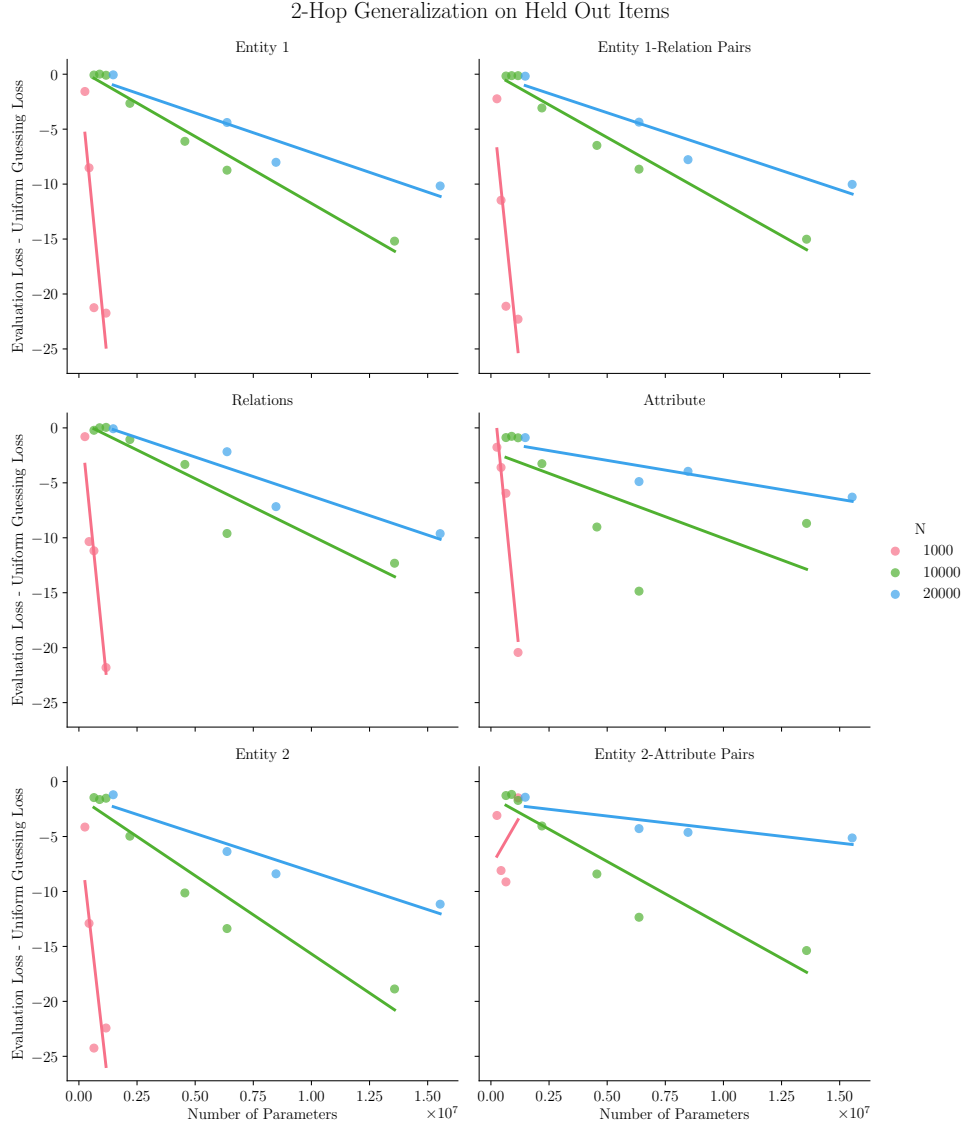 2-Hop Generalization on Held Out Items
Entity 1
Entity 1-Relation Pairs
Evaluation Loss - Uniform Guessing Loss
0
−5
−10
−15
−20
−25
Relations
Attribute
Evaluation Loss - Uniform Guessing Loss
0
−5
−10
−15
−20
−25
N
1000
10000
20000
Entity 2
Entity 2-Attribute Pairs
Evaluation Loss - Uniform Guessing Loss
0
−5
−10
−15
−20
−25
0.00 0.25 0.50 0.75 1.00 1.25 1.50
×10⁷
Number of Parameters
0.00 0.25 0.50 0.75 1.00 1.25 1.50
×10⁷
Number of Parameters